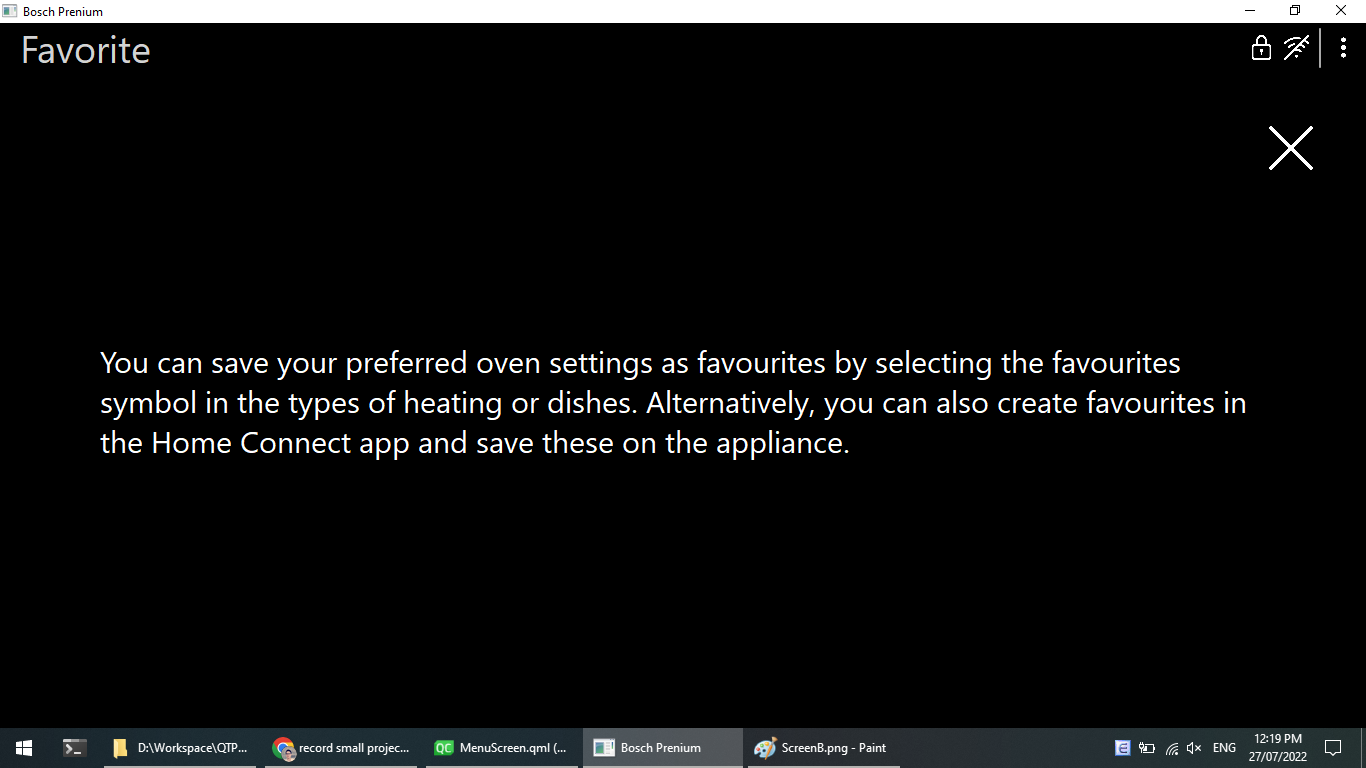 Bosch Prenium
Favorite
You can save your preferred oven settings as favourites by selecting the favourites
symbol in the types of heating or dishes. Alternatively, you can also create favourites in
the Home Connect app and save these on the appliance.
D:\Workspace\QTP...
record small projec...
QC
MenuScreen.qml (...
Bosch Prenium
ScreenB.png - Paint
E
ENG
12:19 PM
27/07/2022